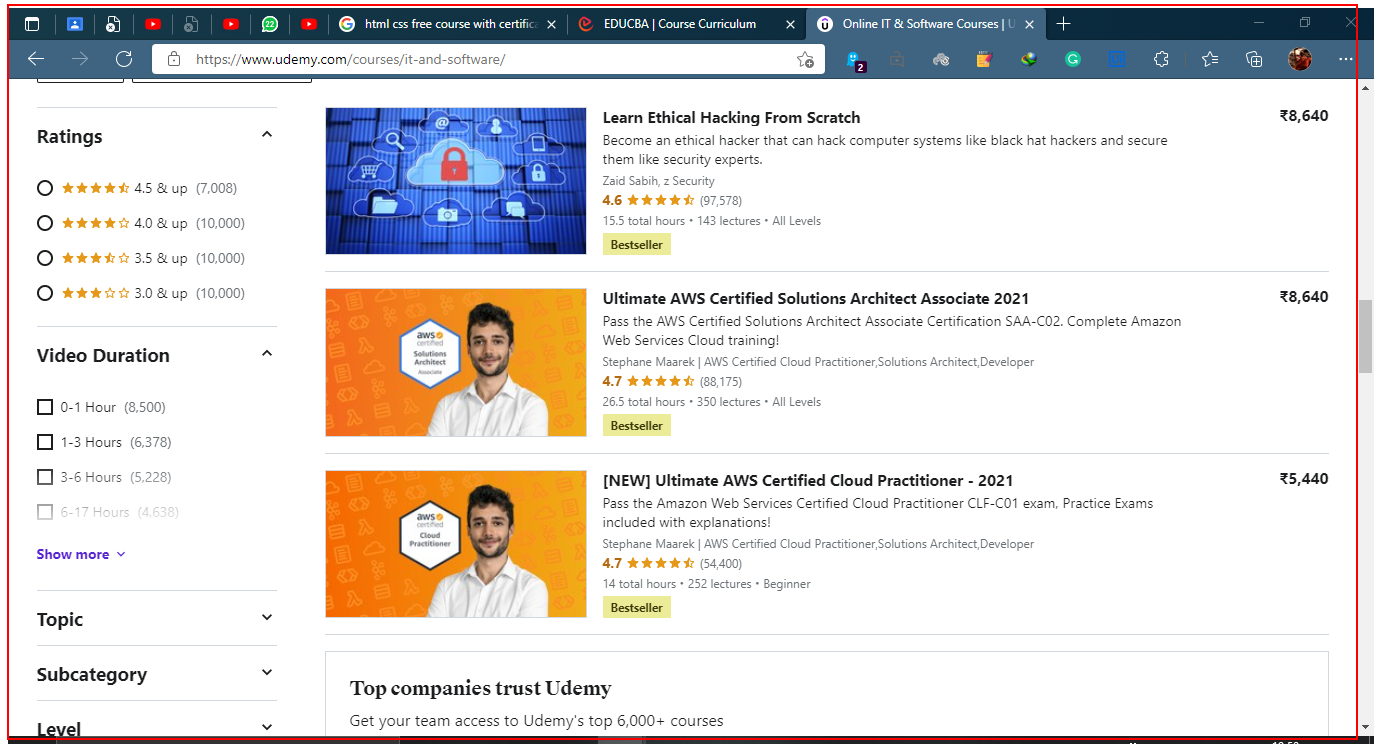 22
html css free course with certifica
EDUCBA | Course Curriculum
Online IT & Software Courses | U
https://www.udemy.com/courses/it-and-software/
2
Ratings
4.5 & up (7,008)
4.0 & up (10,000)
3.5 & up (10,000)
3.0 & up (10,000)
Video Duration
0-1 Hour (8,500)
1-3 Hours (6,378)
3-6 Hours (5,228)
6-17 Hours (4,638)
Show more
Topic
Subcategory
Level
Learn Ethical Hacking From Scratch
₹8,640
Become an ethical hacker that can hack computer systems like black hat hackers and secure
them like security experts.
Zaid Sabih, z Security
4.6 (97,578)
15.5 total hours • 143 lectures • All Levels
Bestseller
aws
certified
Solutions
Architect
Associate
Ultimate AWS Certified Solutions Architect Associate 2021
₹8,640
Pass the AWS Certified Solutions Architect Associate Certification SAA-C02. Complete Amazon
Web Services Cloud training!
Stephane Maarek | AWS Certified Cloud Practitioner,Solutions Architect,Developer
4.7 (88,175)
26.5 total hours • 350 lectures • All Levels
Bestseller
aws
certified
Cloud
Practitioner
[NEW] Ultimate AWS Certified Cloud Practitioner - 2021
₹5,440
Pass the Amazon Web Services Certified Cloud Practitioner CLF-C01 exam, Practice Exams
included with explanations!
Stephane Maarek | AWS Certified Cloud Practitioner,Solutions Architect,Developer
4.7 (54,400)
14 total hours • 252 lectures • Beginner
Bestseller
Top companies trust Udemy
Get your team access to Udemy's top 6,000+ courses